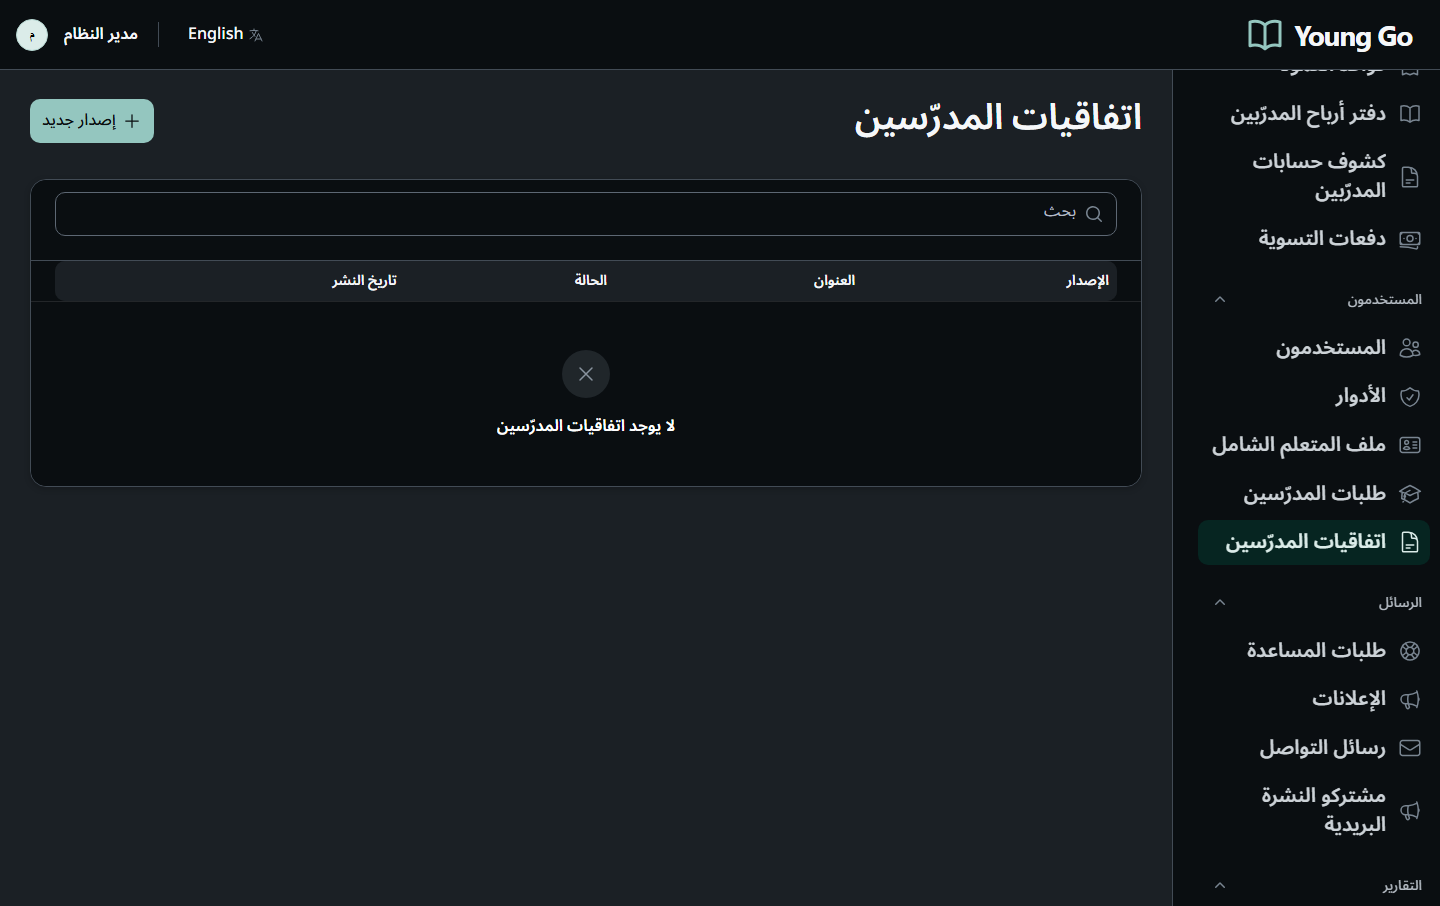 Young Go
English
مدير النظام
م
دفتر أرباح المدرّبين
كشوف حسابات
المدرّبين
دفعات التسوية
المستخدمون
المستخدمون
الأدوار
ملف المتعلم الشامل
طلبات المدرّسين
اتفاقيات المدرّسين
الرسائل
طلبات المساعدة
الإعلانات
رسائل التواصل
مشتركو النشرة
البريدية
التقارير
اتفاقيات المدرّسين
إصدار جديد
بحث
الإصدار العنوان الحالة تاريخ النشر
لا يوجد اتفاقيات المدرّسين